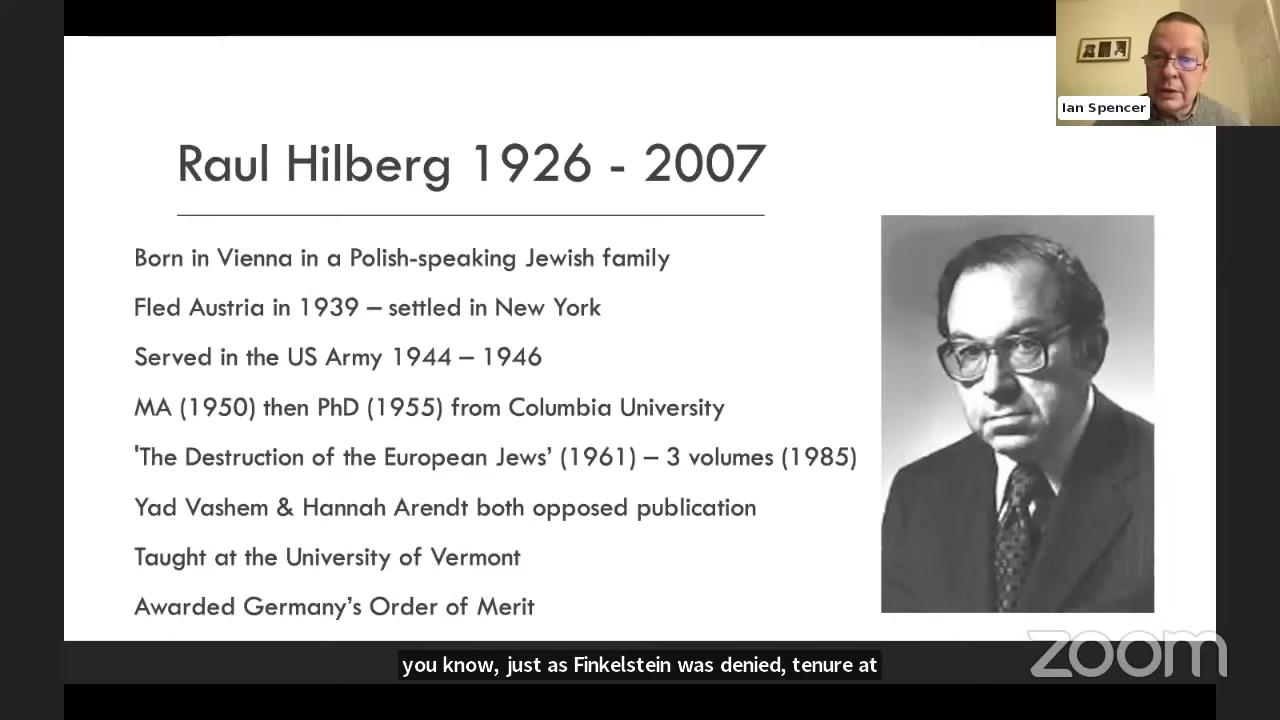 Ian Spencer
Raul Hilberg 1926 - 2007
Born in Vienna in a Polish-speaking Jewish family
Fled Austria in 1939 – settled in New York
Served in the US Army 1944 – 1946
MA (1950) then PhD (1955) from Columbia University
'The Destruction of the European Jews’ (1961) – 3 volumes (1985)
Yad Vashem & Hannah Arendt both opposed publication
Taught at the University of Vermont
Awarded Germany’s Order of Merit
you know, just as Finkelstein was denied, tenure at
zoom